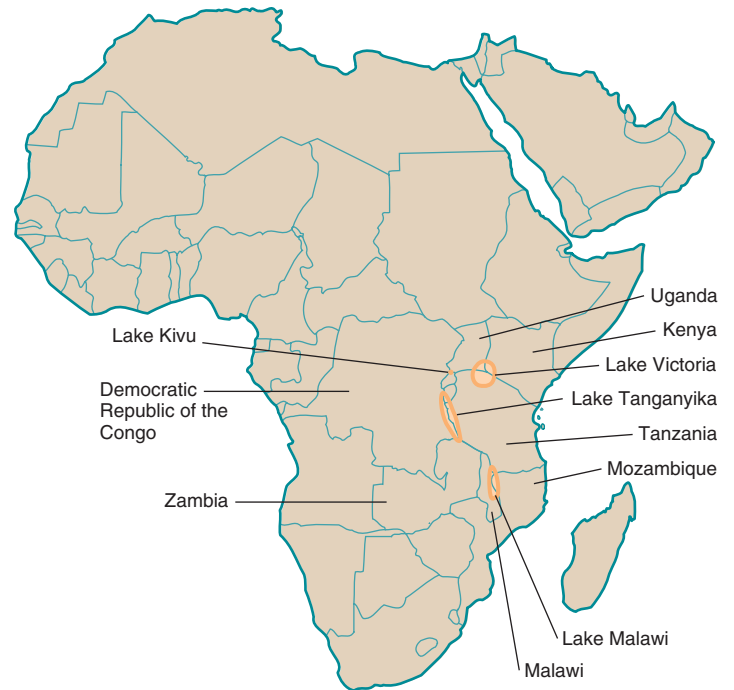 Uganda
Kenya
Lake Kivu
Lake Victoria
Democratic
Republic of the
Congo
Lake Tanganyika
Tanzania
Mozambique
Zambia
Lake Malawi
Malawi